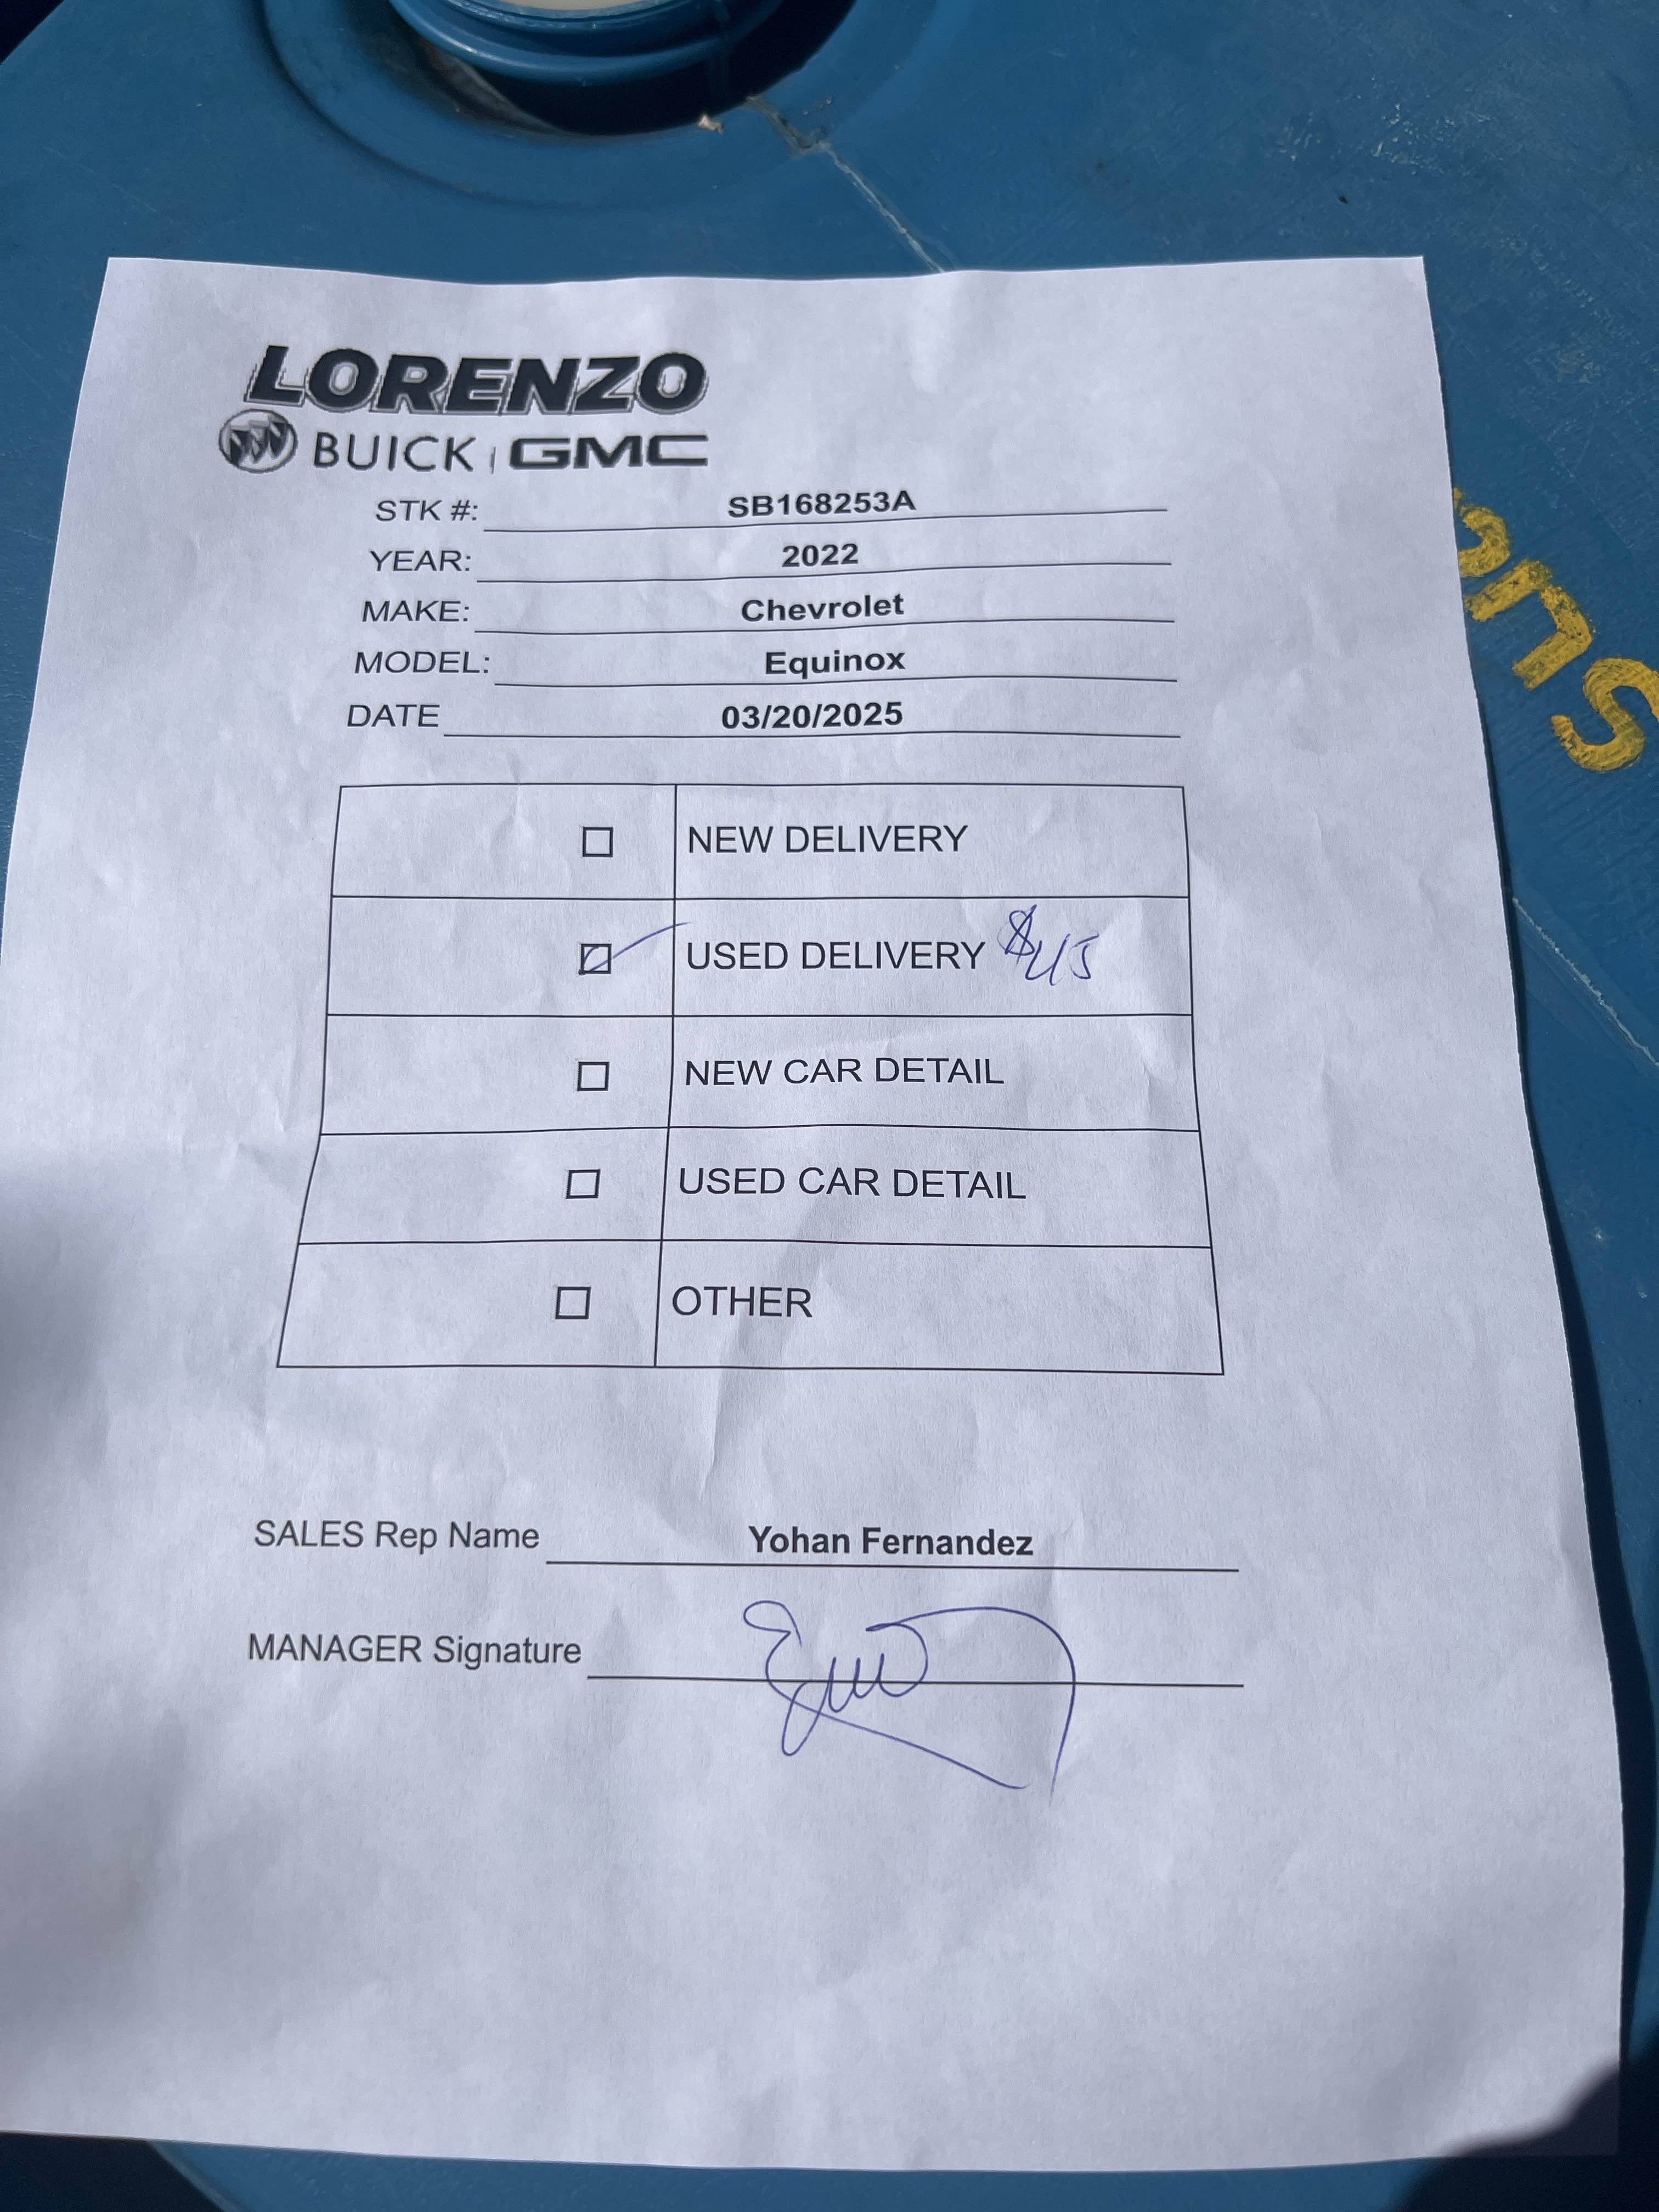 LORENZO
BUICK | GMC
STK #: SB168253A
YEAR: 2022
MAKE: Chevrolet
MODEL: Equinox
DATE 03/20/2025
NEW DELIVERY
USED DELIVERY $45
NEW CAR DETAIL
USED CAR DETAIL
OTHER
SALES Rep Name Yohan Fernandez
MANAGER Signature
ons